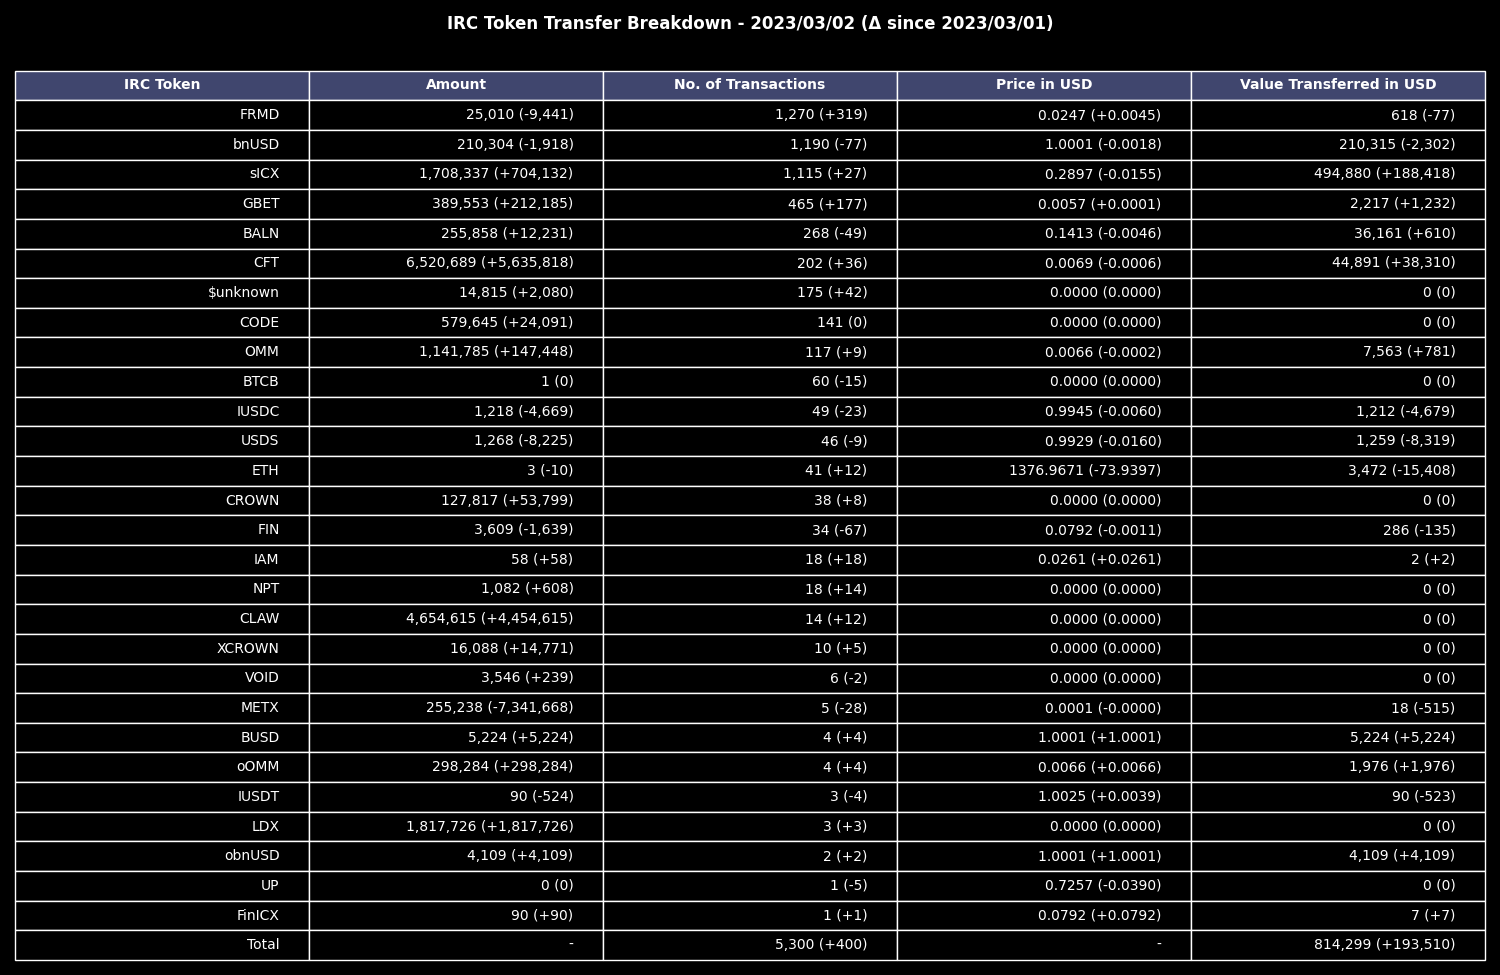 IRC Token Transfer Breakdown - 2023/03/02 (Δ since 2023/03/01)
IRC Token Amount No. of Transactions Price in USD Value Transferred in USD
FRMD 25,010 (-9,441) 1,270 (+319) 0.0247 (+0.0045) 618 (-77)
bnUSD 210,304 (-1,918) 1,190 (-77) 1.0001 (-0.0018) 210,315 (-2,302)
sICX 1,708,337 (+704,132) 1,115 (+27) 0.2897 (-0.0155) 494,880 (+188,418)
GBET 389,553 (+212,185) 465 (+177) 0.0057 (+0.0001) 2,217 (+1,232)
BALN 255,858 (+12,231) 268 (-49) 0.1413 (-0.0046) 36,161 (+610)
CFT 6,520,689 (+5,635,818) 202 (+36) 0.0069 (-0.0006) 44,891 (+38,310)
$unknown 14,815 (+2,080) 175 (+42) 0.0000 (0.0000) 0 (0)
CODE 579,645 (+24,091) 141 (0) 0.0000 (0.0000) 0 (0)
OMM 1,141,785 (+147,448) 117 (+9) 0.0066 (-0.0002) 7,563 (+781)
BTCB 1 (0) 60 (-15) 0.0000 (0.0000) 0 (0)
IUSDC 1,218 (-4,669) 49 (-23) 0.9945 (-0.0060) 1,212 (-4,679)
USDS 1,268 (-8,225) 46 (-9) 0.9929 (-0.0160) 1,259 (-8,319)
ETH 3 (-10) 41 (+12) 1376.9671 (-73.9397) 3,472 (-15,408)
CROWN 127,817 (+53,799) 38 (+8) 0.0000 (0.0000) 0 (0)
FIN 3,609 (-1,639) 34 (-67) 0.0792 (-0.0011) 286 (-135)
IAM 58 (+58) 18 (+18) 0.0261 (+0.0261) 2 (+2)
NPT 1,082 (+608) 18 (+14) 0.0000 (0.0000) 0 (0)
CLAW 4,654,615 (+4,454,615) 14 (+12) 0.0000 (0.0000) 0 (0)
XCROWN 16,088 (+14,771) 10 (+5) 0.0000 (0.0000) 0 (0)
VOID 3,546 (+239) 6 (-2) 0.0000 (0.0000) 0 (0)
METX 255,238 (-7,341,668) 5 (-28) 0.0001 (-0.0000) 18 (-515)
BUSD 5,224 (+5,224) 4 (+4) 1.0001 (+1.0001) 5,224 (+5,224)
oOMM 298,284 (+298,284) 4 (+4) 0.0066 (+0.0066) 1,976 (+1,976)
IUSDT 90 (-524) 3 (-4) 1.0025 (+0.0039) 90 (-523)
LDX 1,817,726 (+1,817,726) 3 (+3) 0.0000 (0.0000) 0 (0)
obnUSD 4,109 (+4,109) 2 (+2) 1.0001 (+1.0001) 4,109 (+4,109)
UP 0 (0) 1 (-5) 0.7257 (-0.0390) 0 (0)
FinICX 90 (+90) 1 (+1) 0.0792 (+0.0792) 7 (+7)
Total - 5,300 (+400) - 814,299 (+193,510)